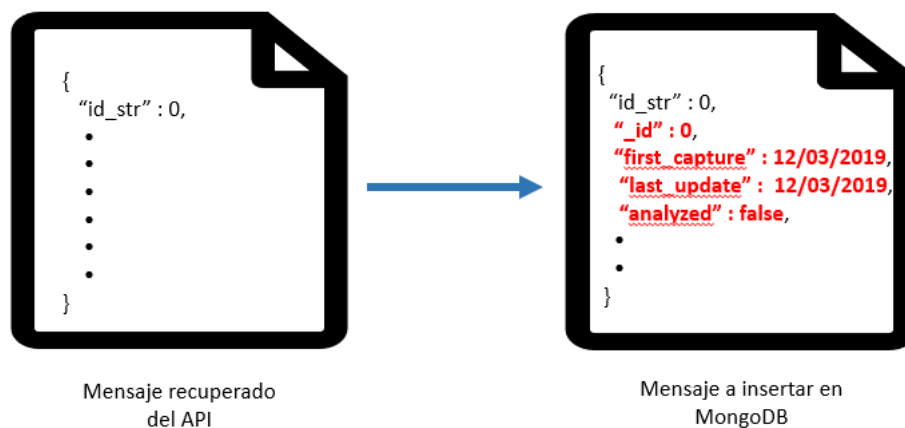 {
“id_str” : 0,
•
•
•
•
•
•
}
Mensaje recuperado
del API
{
“id_str” : 0,
“_id” : 0,
“first_capture” : 12/03/2019,
“last_update” :  12/03/2019,
“analyzed” : false,
•
•
}
Mensaje a insertar en
MongoDB